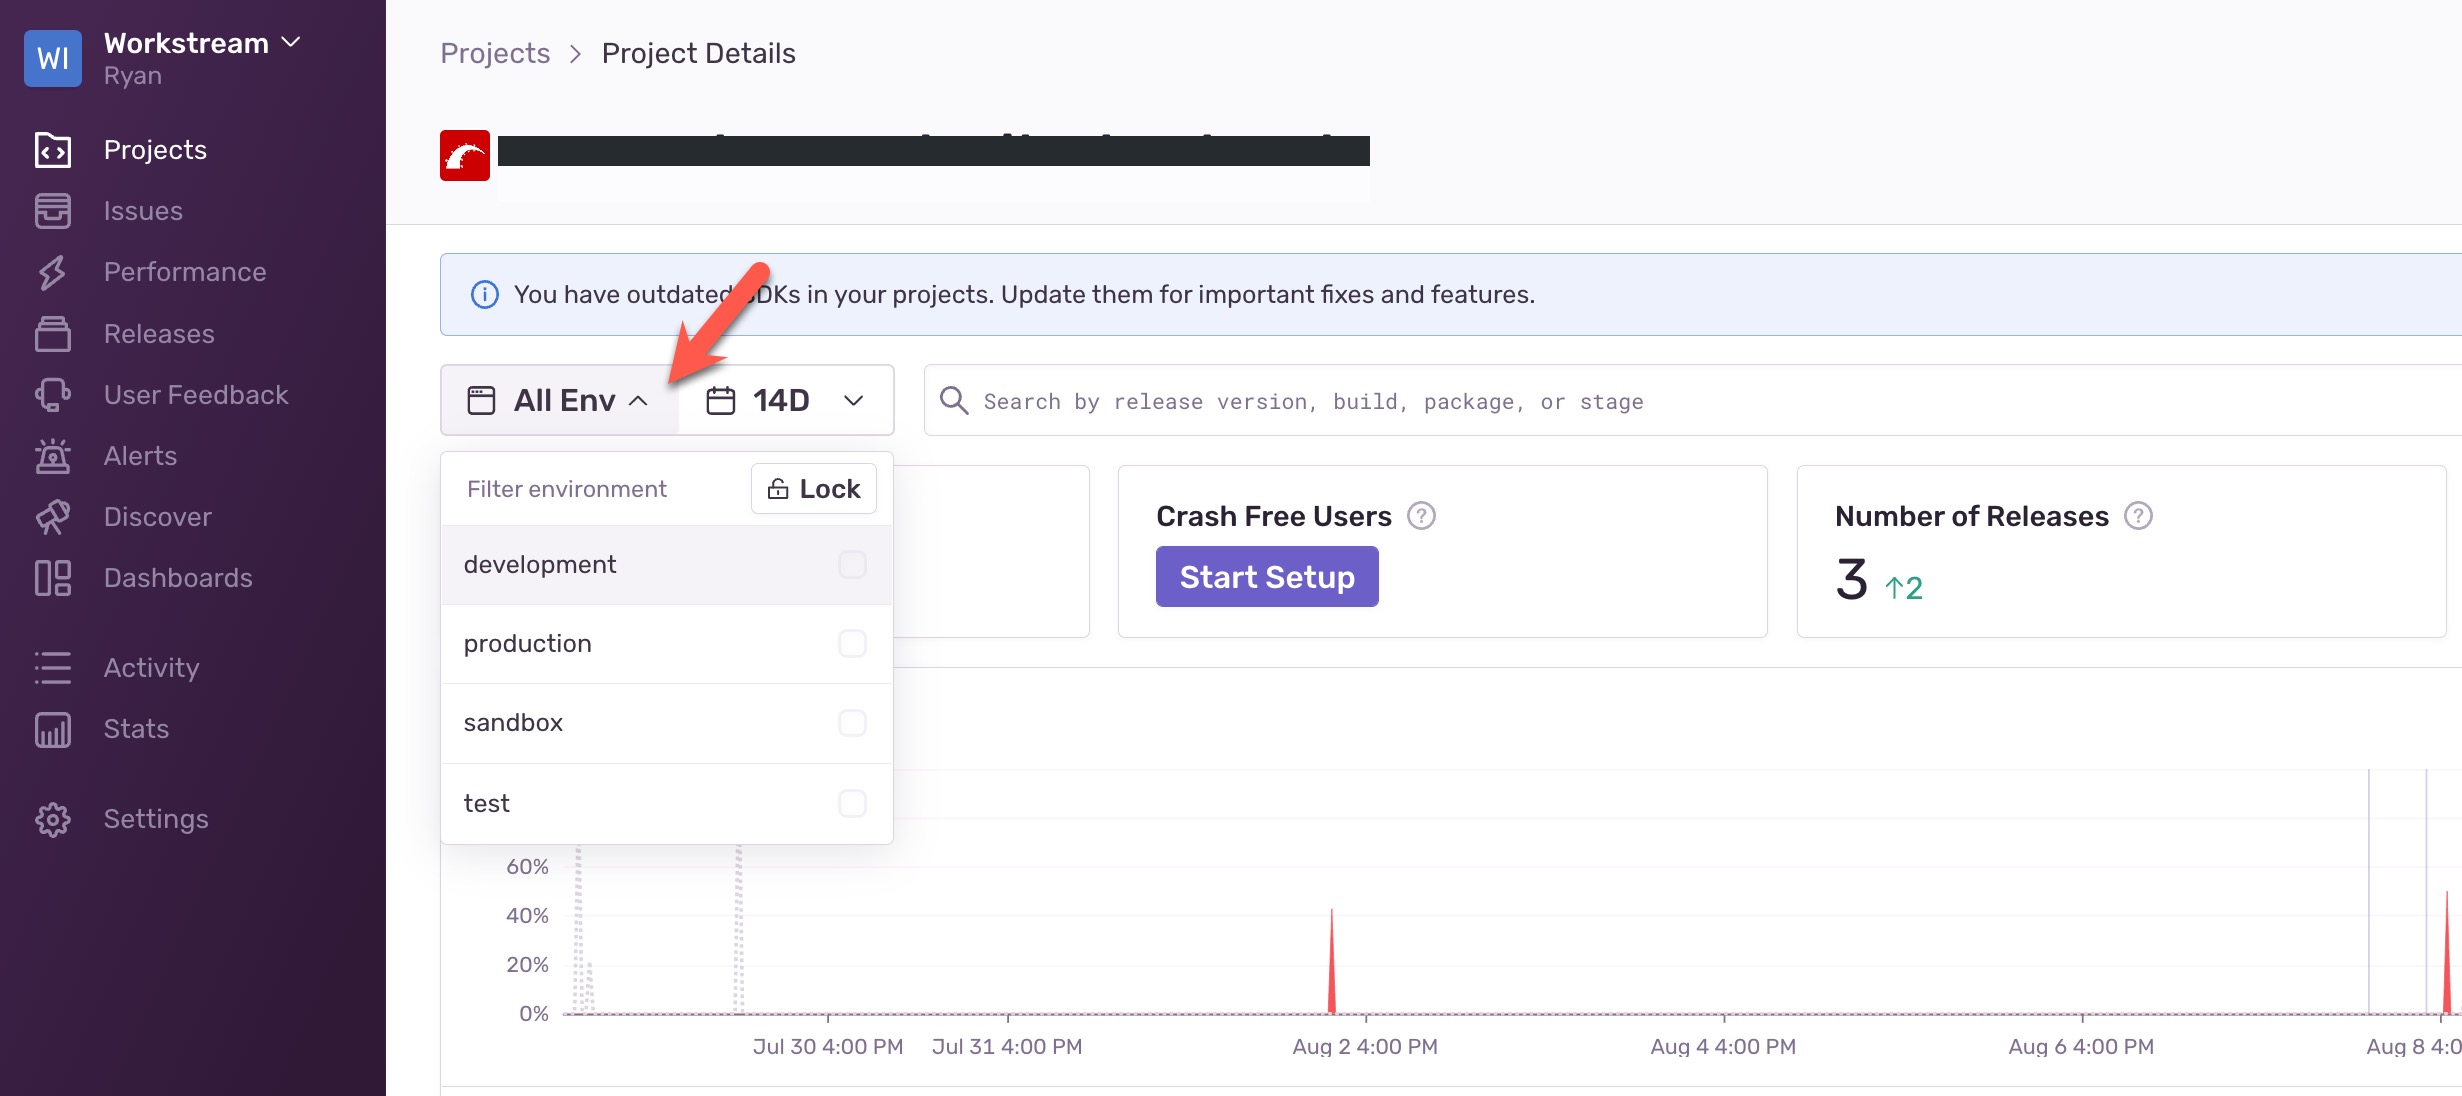 WI
Workstream
Ryan
Projects
Issues
Performance
Releases
User Feedback
Alerts
Discover
Dashboards
Activity
Stats
Settings
Projects > Project Details
You have outdated SDKs in your projects. Update them for important fixes and features.
All Env
14D
Search by release version, build, package, or stage
Filter environment
Lock
development
production
sandbox
test
Crash Free Users ?
Start Setup
Number of Releases ?
3 ↑2
60%
40%
20%
0%
Jul 30 4:00 PM
Jul 31 4:00 PM
Aug 2 4:00 PM
Aug 4 4:00 PM
Aug 6 4:00 PM
Aug 8 4:0